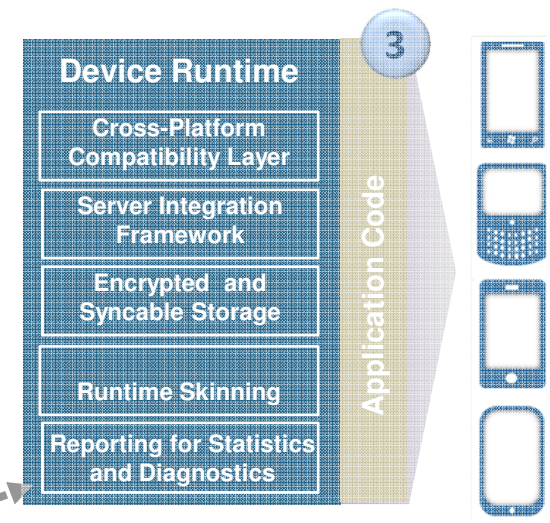 3
Device Runtime
Cross-Platform
Compatibility Layer
Server Integration
Framework
Encrypted and
Syncable Storage
Runtime Skinning
Reporting for Statistics
and Diagnostics
Application Code